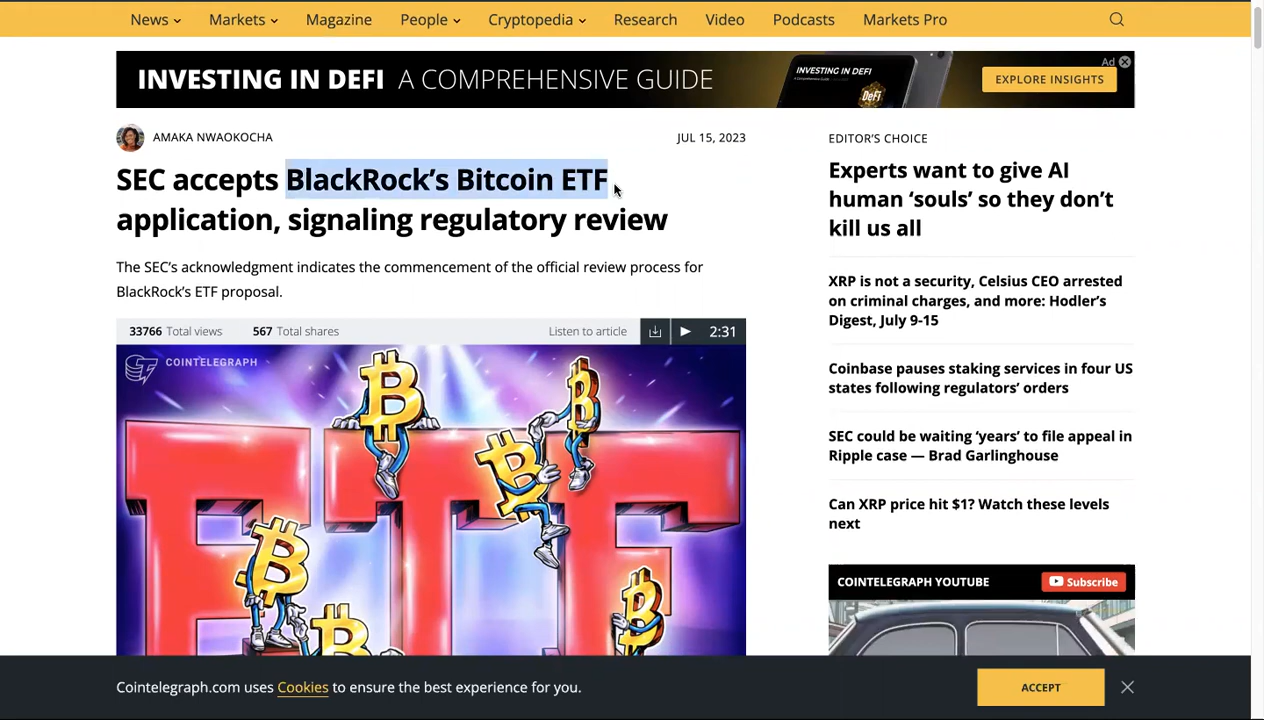 News
Markets
Magazine
People
Cryptopedia
Research
Video
Podcasts
Markets Pro
INVESTING IN DEFI A COMPREHENSIVE GUIDE
INVESTING IN DEFI
DeFi
Ad
EXPLORE INSIGHTS
AMAKA NWAOKOCHA
JUL 15, 2023
SEC accepts BlackRock’s Bitcoin ETF
application, signaling regulatory review
The SEC’s acknowledgment indicates the commencement of the official review process for
BlackRock’s ETF proposal.
33766 Total views
567 Total shares
Listen to article
2:31
COINTELEGRAPH
ETF
EDITOR’S CHOICE
Experts want to give AI
human ‘souls’ so they don’t
kill us all
XRP is not a security, Celsius CEO arrested
on criminal charges, and more: Hodler’s
Digest, July 9-15
Coinbase pauses staking services in four US
states following regulators’ orders
SEC could be waiting ‘years’ to file appeal in
Ripple case — Brad Garlinghouse
Can XRP price hit $1? Watch these levels
next
COINTELEGRAPH YOUTUBE
Subscribe
Cointelegraph.com uses Cookies to ensure the best experience for you.
ACCEPT